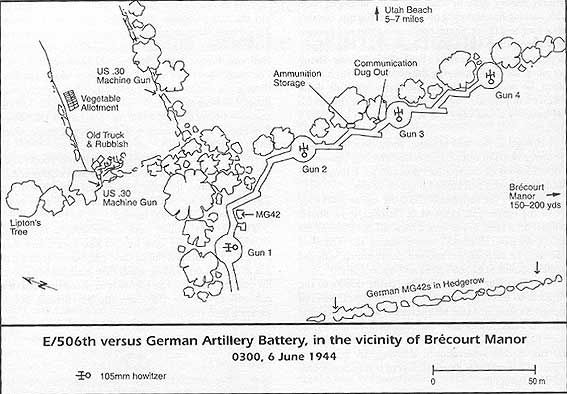 Utah Beach
5–7 miles
US .30
Machine Gun
Communication
Dug Out
Ammunition
Storage
Gun 4
Vegetable
Allotment
Gun 3
Old Truck
& Rubbish
Gun 2
US .30
Machine Gun
Brécourt
Manor
150–200 yds
Lipton's
Tree
MG42
Gun 1
German MG42s in Hedgerow
E/506th versus German Artillery Battery, in the vicinity of Brécourt Manor
0300, 6 June 1944
105mm howitzer
0
50 m